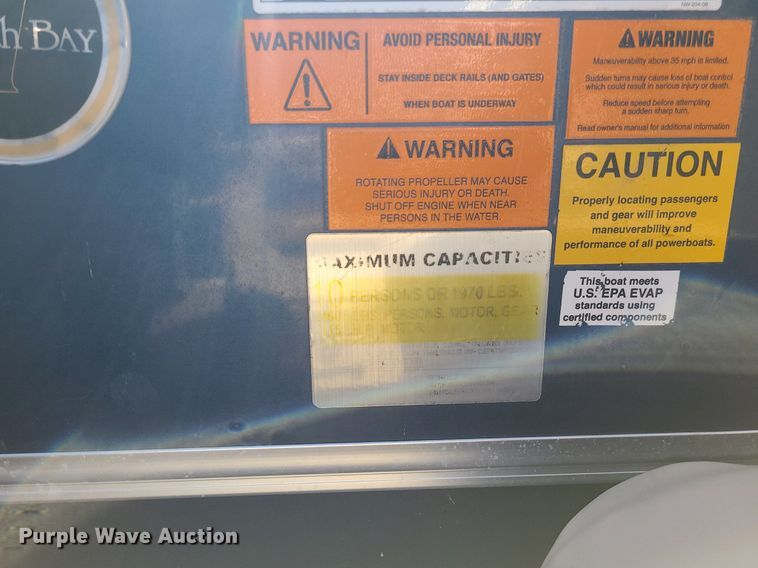 NW-204-08
h BAY
WARNING
AVOID PERSONAL INJURY
STAY INSIDE DECK RAILS (AND GATES)
WHEN BOAT IS UNDERWAY
WARNING
Maneuverability above 35 mph is limited.
Sudden turns may cause loss of boat control
which could result in serious injury or death.
Reduce speed before attempting
a sudden sharp turn.
Read owner's manual for additional information
WARNING
ROTATING PROPELLER MAY CAUSE
SERIOUS INJURY OR DEATH.
SHUT OFF ENGINE WHEN NEAR
PERSONS IN THE WATER.
CAUTION
Properly locating passengers
and gear will improve
maneuverability and
performance of all powerboats.
This boat meets
U.S. EPA EVAP
standards using
certified components
MAXIMUM CAPACITIES
PERSONS OR 1970 LBS.
PERSONS, MOTOR, GEAR
MOTOR
Purple Wave Auction